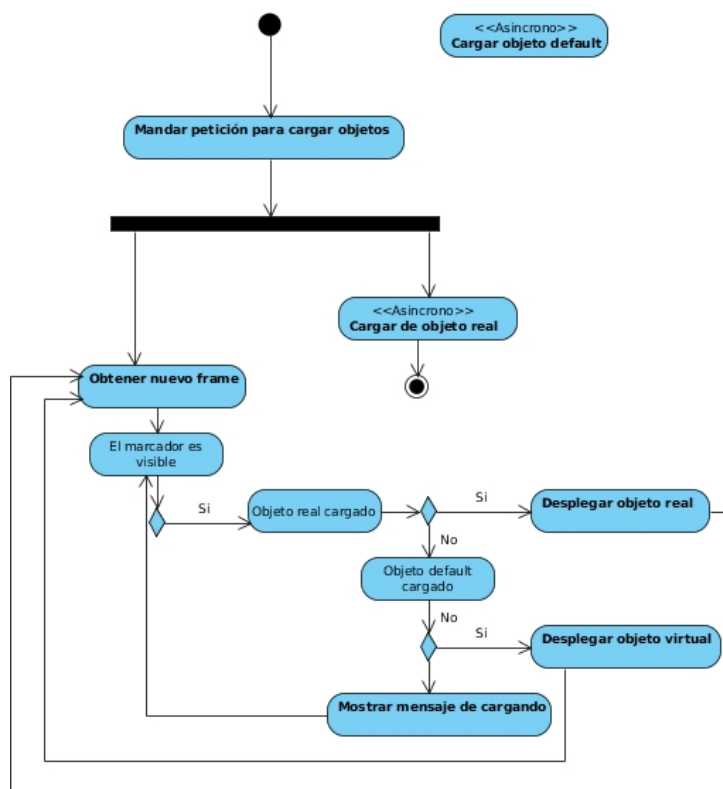 <<Asincrono>>
Cargar objeto default
Mandar petición para cargar objetos
<<Asincrono>>
Cargar de objeto real
Obtener nuevo frame
El marcador es
visible
Si
Objeto real cargado
Si
Desplegar objeto real
No
Objeto default
cargado
No
Si
Desplegar objeto virtual
Mostrar mensaje de cargando